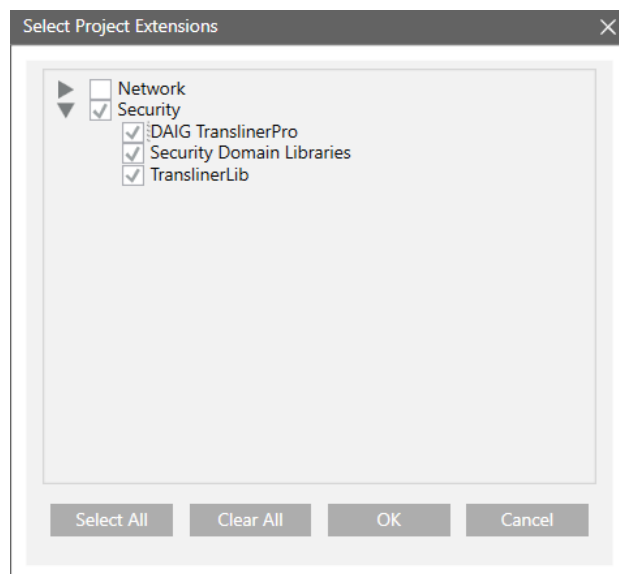 Select Project Extensions
Network
Security
DAIG TranslinerPro
Security Domain Libraries
TranslinerLib
Select All
Clear All
OK
Cancel